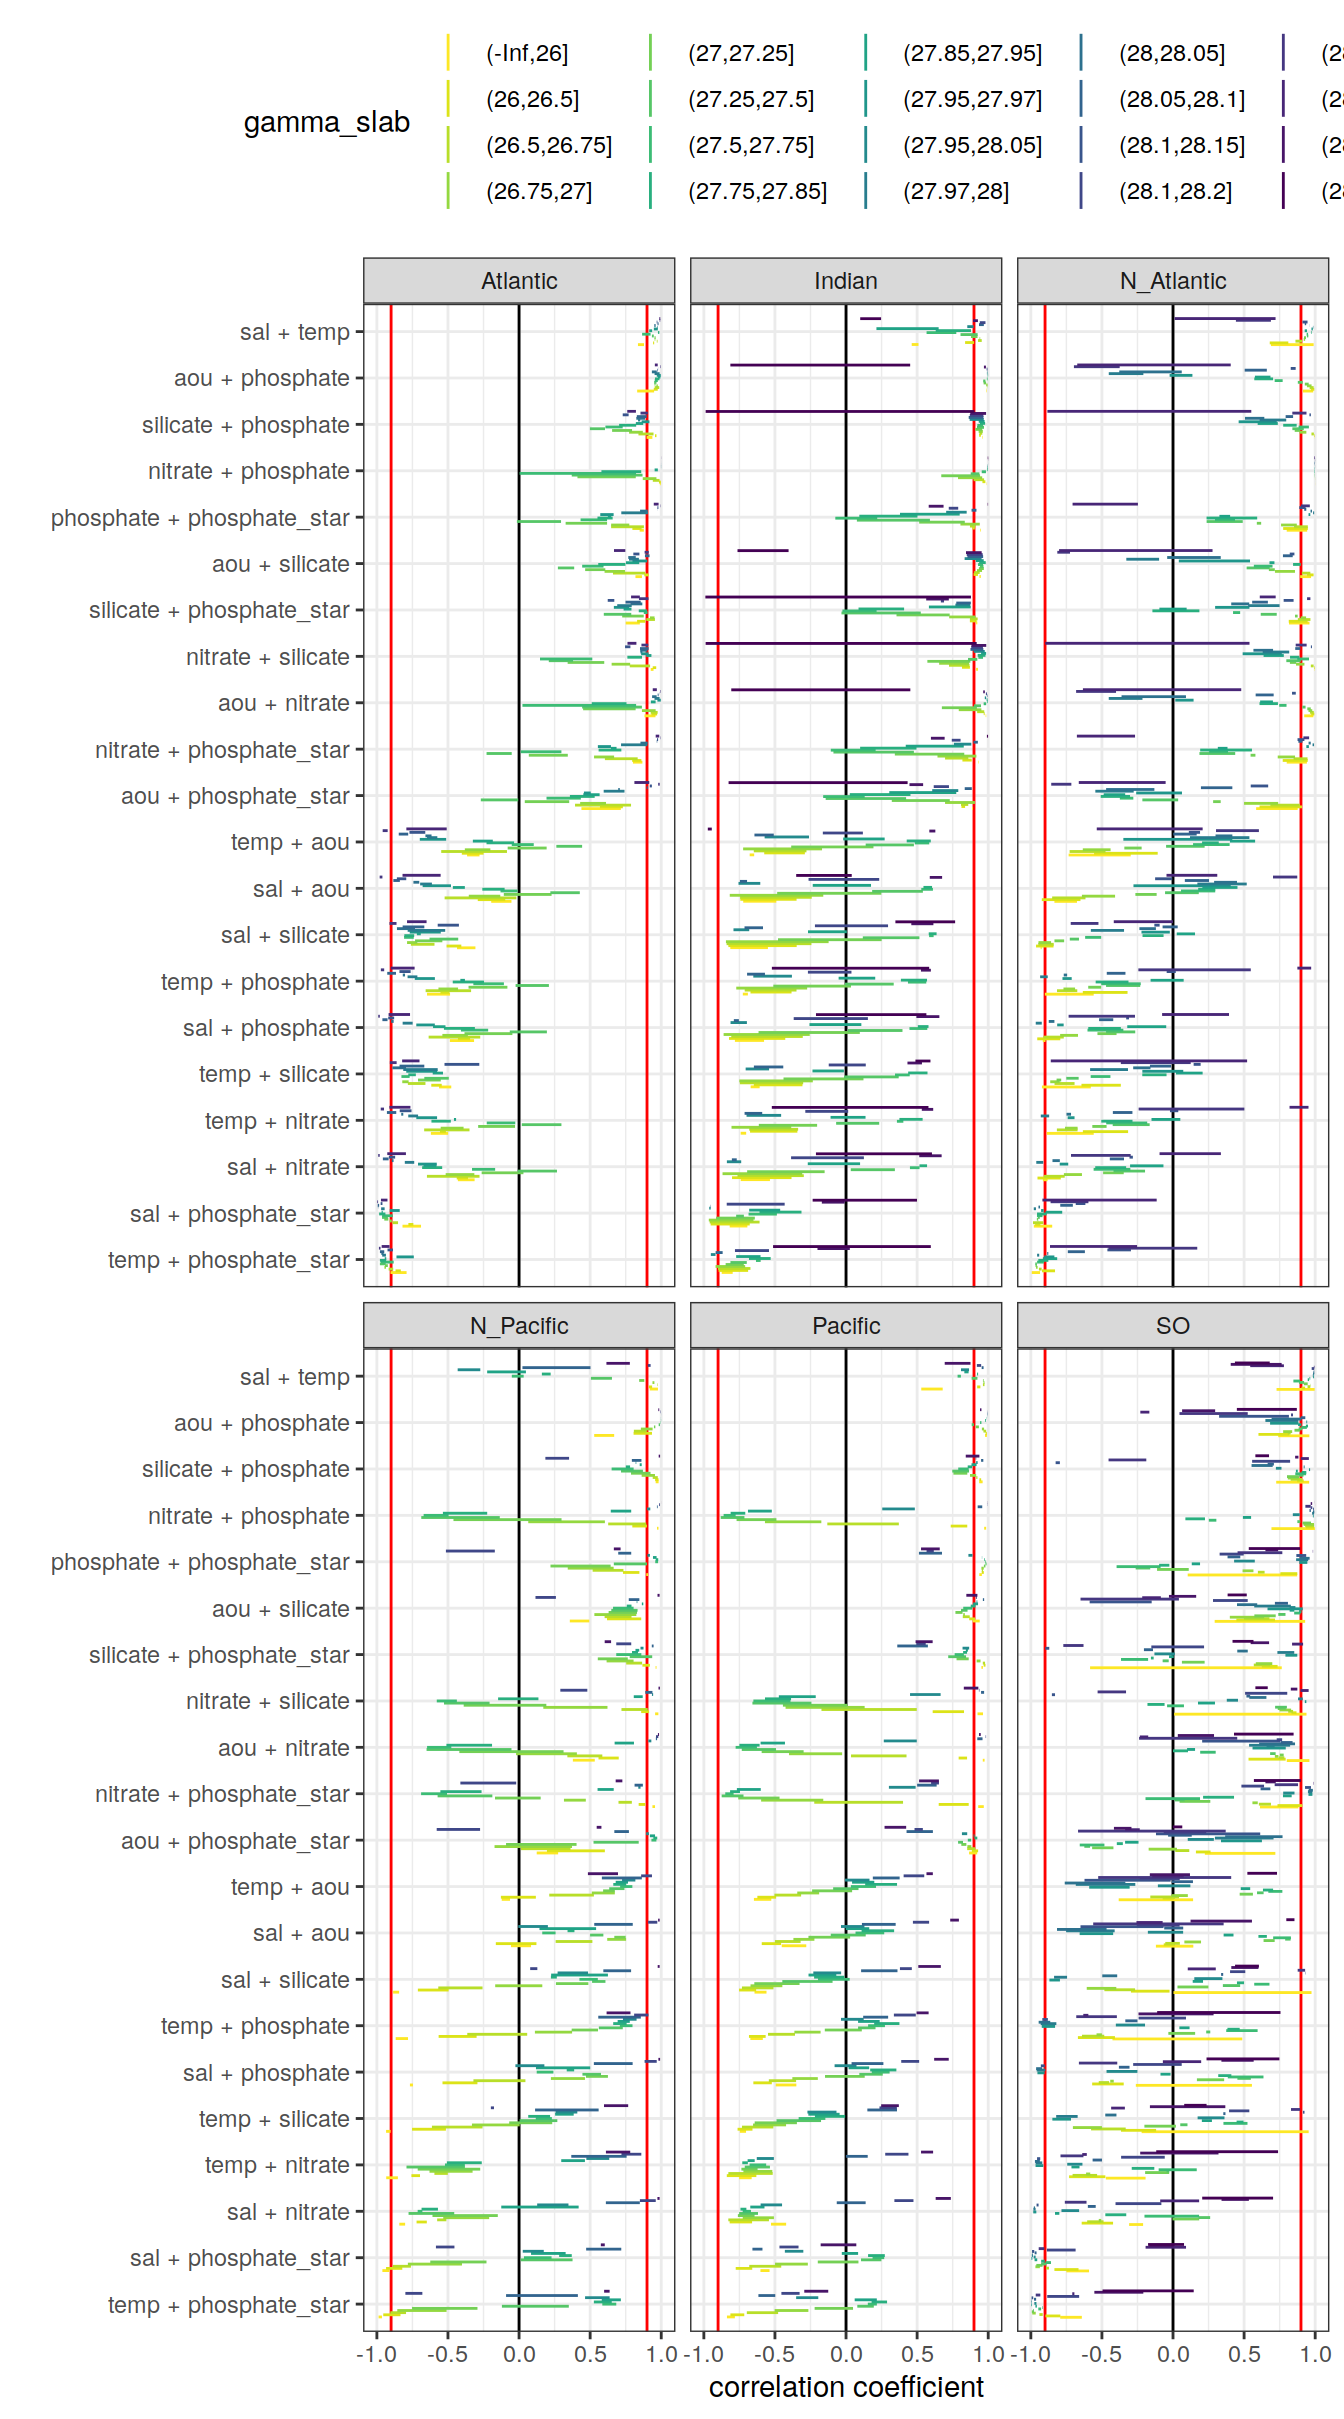 gamma_slab
(-Inf,26] (27,27.25] (27.85,27.95] (28,28.05]
(26,26.5] (27.25,27.5] (27.95,27.97] (28.05,28.1]
(26.5,26.75] (27.5,27.75] (27.95,28.05] (28.1,28.15]
(26.75,27] (27.75,27.85] (27.97,28] (28.1,28.2]
Atlantic Indian N_Atlantic
sal + temp
aou + phosphate
silicate + phosphate
nitrate + phosphate
phosphate + phosphate_star
aou + silicate
silicate + phosphate_star
nitrate + silicate
aou + nitrate
nitrate + phosphate_star
aou + phosphate_star
temp + aou
sal + aou
sal + silicate
temp + phosphate
sal + phosphate
temp + silicate
temp + nitrate
sal + nitrate
sal + phosphate_star
temp + phosphate_star
N_Pacific Pacific SO
sal + temp
aou + phosphate
silicate + phosphate
nitrate + phosphate
phosphate + phosphate_star
aou + silicate
silicate + phosphate_star
nitrate + silicate
aou + nitrate
nitrate + phosphate_star
aou + phosphate_star
temp + aou
sal + aou
sal + silicate
temp + phosphate
sal + phosphate
temp + silicate
temp + nitrate
sal + nitrate
sal + phosphate_star
temp + phosphate_star
-1.0 -0.5 0.0 0.5 1.0 -1.0 -0.5 0.0 0.5 1.0 -1.0 -0.5 0.0 0.5 1.0
correlation coefficient